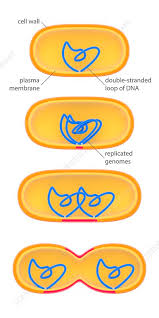 cell wall
plasma
membrane
double-stranded
loop of DNA
replicated
genomes